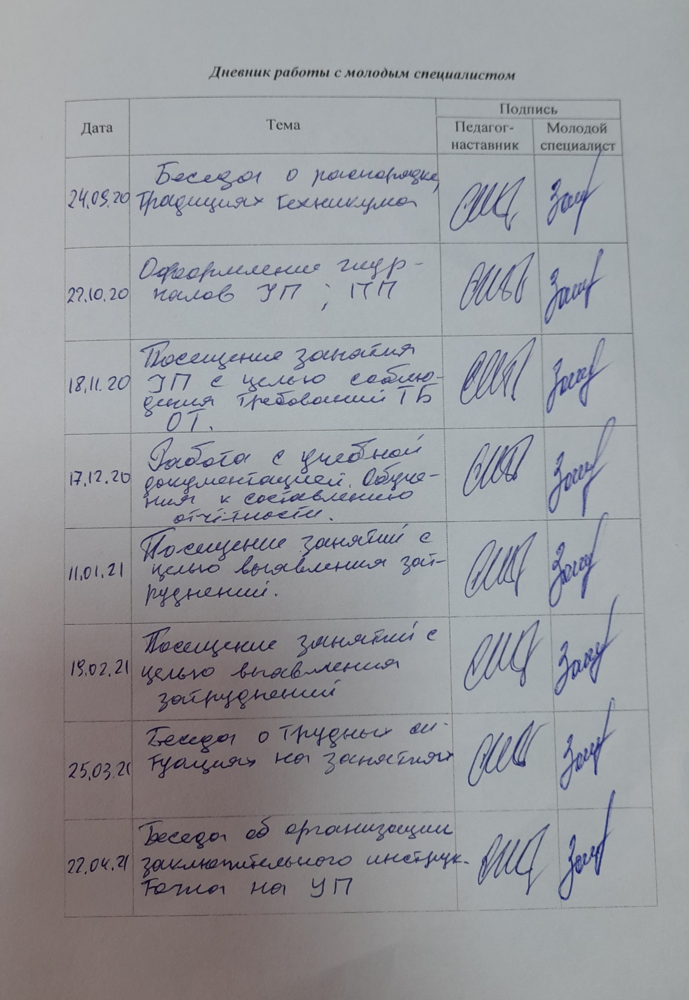 Дневник работы с молодым специалистом
Дата
Тема
Подпись
Педагог-
наставник
Молодой
специалист
24.09.20
Беседа о распорядке,
традициях техникума
22.10.20
Оформление жур-
налов УП ; ПП
18.11.20
Посещение занятия
УП с целью соблю-
дения требований ТБ
ОТ.
17.12.20
Работа с учебной
документацией. Обуче-
ния к составлению
отчётности.
11.01.21
Посещение занятий с
целью выявления зат-
руднений.
19.02.21
Посещение занятий с
целью выявления
затруднений
25.03.21
Беседа о трудных си-
туациях на занятиях
22.04.21
Беседа об организации
заключительного инструк-
тажа на УП